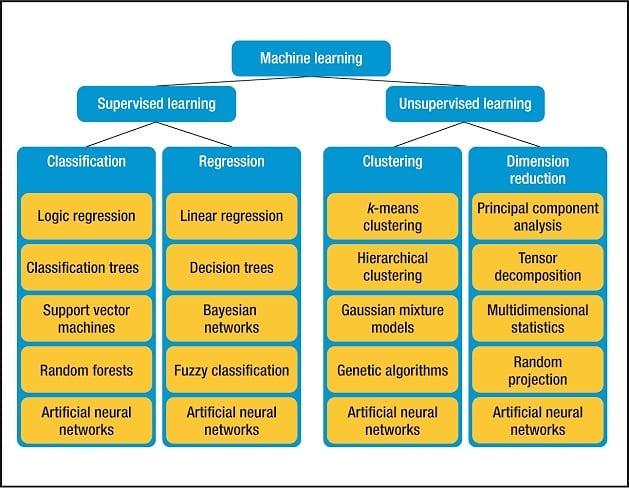 Machine learning
Supervised learning
Unsupervised learning
Classification
Logic regression
Classification trees
Support vector
machines
Random forests
Artificial neural
networks
Regression
Linear regression
Decision trees
Bayesian
networks
Fuzzy classification
Artificial neural
networks
Clustering
k-means
clustering
Hierarchical
clustering
Gaussian mixture
models
Genetic algorithms
Artificial neural
networks
Dimension
reduction
Principal component
analysis
Tensor
decomposition
Multidimensional
statistics
Random
projection
Artificial neural
networks